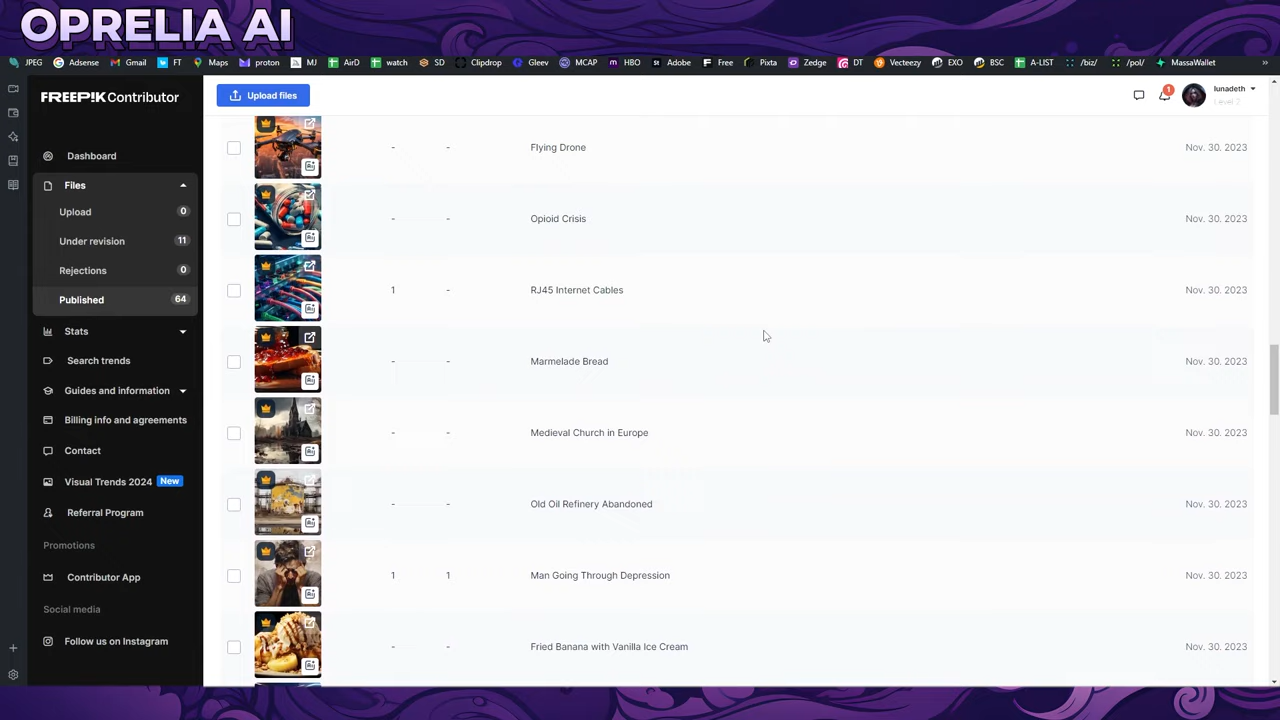 OPRELIA AI
JPEG Adsense Gmail FT Maps proton MJ AirD watch SD Clipdrop Gleev MCAP HBO Adobe Free Pixta Zedge DT Vecteezy EXO BSC A-LIST /biz/ /pol/ MassaWallet »
FREEPIK Contributor
Upload files
1
lunadeth
Level 7
Dashboard
Files
Upload 0
Under revision 11
Rejections 0
Published 64
Stats
Search trends
Guides and information
Billing info and agreements
Contact
Visual Trends 2024 New
Referral Program
Promotions
Contributor App
Social media
Follow us on Instagram
- - Flying Drone Nov. 30. 2023
- - Opioid Crisis Nov. 30. 2023
1 - RJ45 Internet Cables Nov. 30. 2023
- - Marmelade Bread Nov. 30. 2023
- - Medieval Church in Europe Nov. 30. 2023
- - Old Oil Refinery Abandoned Nov. 30. 2023
1 1 Man Going Through Depression Nov. 30. 2023
- - Fried Banana with Vanilla Ice Cream Nov. 30. 2023